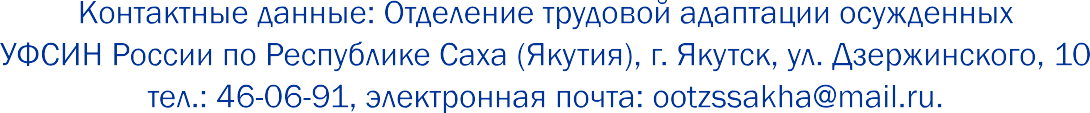 Контактные данные: Отделение трудовой адаптации осужденных
УФСИН России по Республике Саха (Якутия), г. Якутск, ул. Дзержинского, 10
тел.: 46-06-91, электронная почта: ootzssakha@mail.ru.